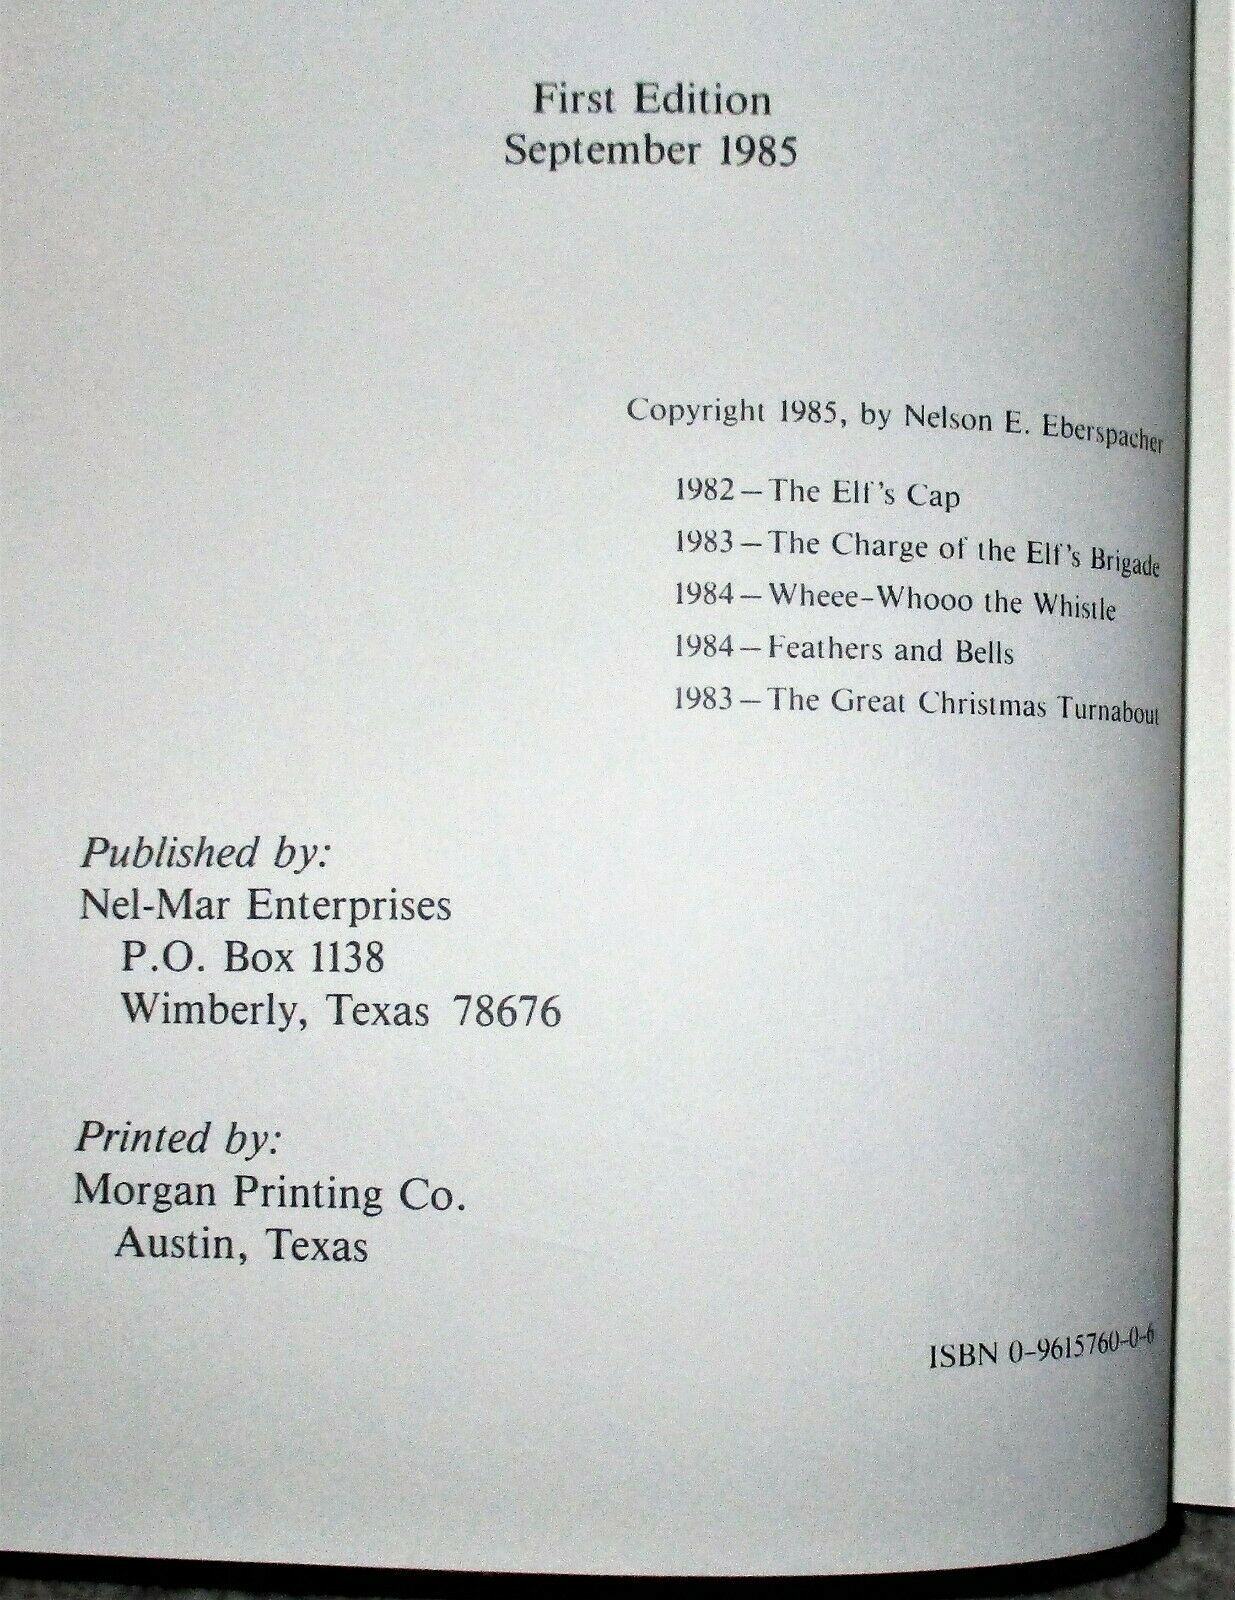 First Edition
September 1985
Copyright 1985, by Nelson E. Eberspacher
1982—The Elf's Cap
1983—The Charge of the Elf's Brigade
1984—Wheee-Whooo the Whistle
1984—Feathers and Bells
1983—The Great Christmas Turnabout
Published by:
Nel-Mar Enterprises
P.O. Box 1138
Wimberly, Texas 78676
Printed by:
Morgan Printing Co.
Austin, Texas
ISBN 0-9615760-0-6